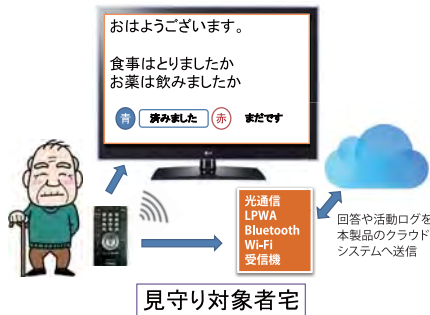 おはようございます。
食事はとりましたか
お薬は飲みましたか
青 済みました 赤 まだです
光通信
LPWA
Bluetooth
Wi-Fi
受信機
回答や活動ログを
本製品のクラウド
システムへ送信
見守り対象者宅